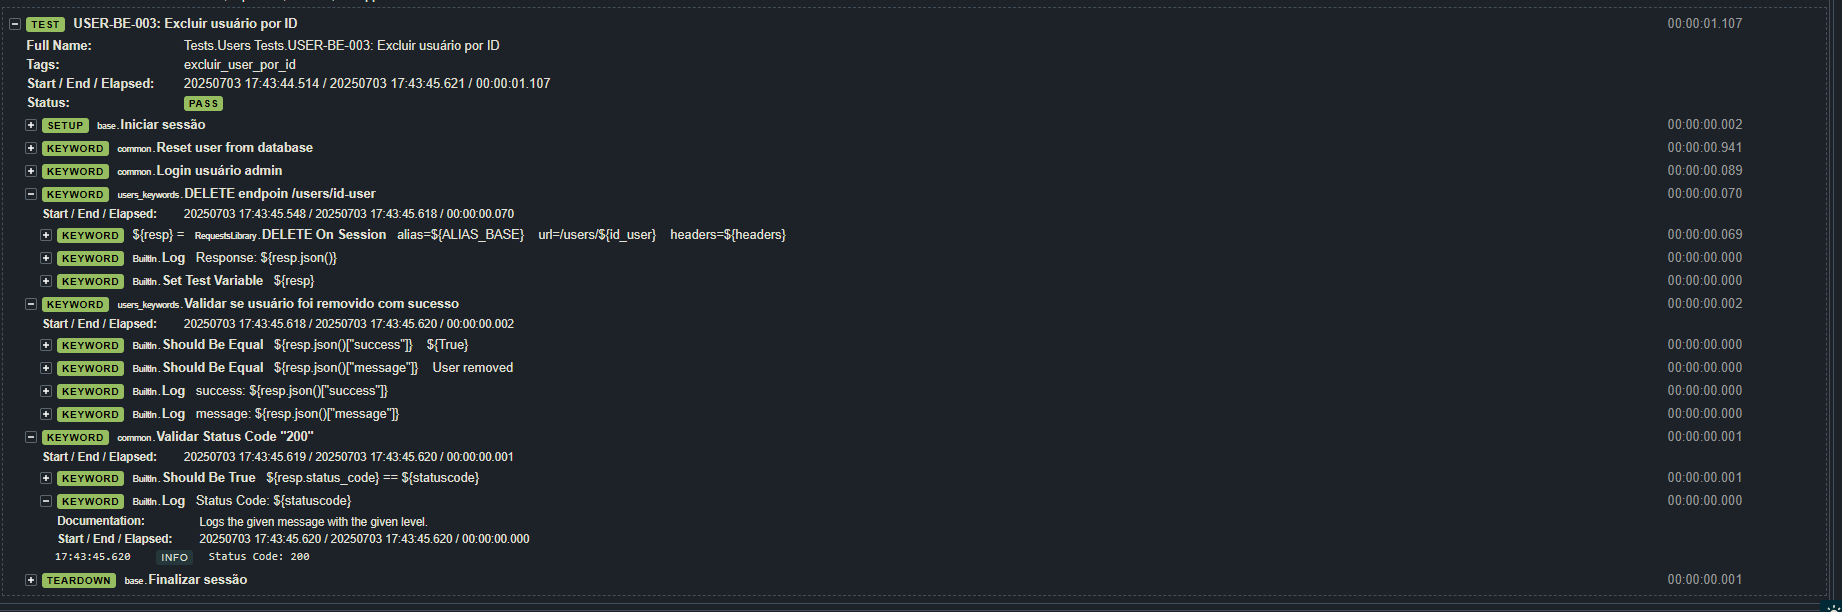 TEST USER-BE-003: Excluir usuário por ID 00:00:01.107
Full Name: Tests.Users Tests.USER-BE-003: Excluir usuário por ID
Tags: excluir_user_por_id
Start / End / Elapsed: 20250703 17:43:44.514 / 20250703 17:43:45.621 / 00:00:01.107
Status: PASS
SETUP base.Iniciar sessão 00:00:00.002
KEYWORD common.Reset user from database 00:00:00.941
KEYWORD common.Login usuário admin 00:00:00.089
KEYWORD users_keywords.DELETE endpoin /users/id-user 00:00:00.070
Start / End / Elapsed: 20250703 17:43:45.548 / 20250703 17:43:45.618 / 00:00:00.070
KEYWORD ${resp} = RequestsLibrary.DELETE On Session alias=${ALIAS_BASE} url=/users/${id_user} headers=${headers} 00:00:00.069
KEYWORD BuiltIn.Log Response: ${resp.json()} 00:00:00.000
KEYWORD BuiltIn.Set Test Variable ${resp} 00:00:00.000
KEYWORD users_keywords.Validar se usuário foi removido com sucesso 00:00:00.002
Start / End / Elapsed: 20250703 17:43:45.618 / 20250703 17:43:45.620 / 00:00:00.002
KEYWORD BuiltIn.Should Be Equal ${resp.json()["success"]} ${True} 00:00:00.000
KEYWORD BuiltIn.Should Be Equal ${resp.json()["message"]} User removed 00:00:00.000
KEYWORD BuiltIn.Log success: ${resp.json()["success"]} 00:00:00.000
KEYWORD BuiltIn.Log message: ${resp.json()["message"]} 00:00:00.000
KEYWORD common.Validar Status Code "200" 00:00:00.001
Start / End / Elapsed: 20250703 17:43:45.619 / 20250703 17:43:45.620 / 00:00:00.001
KEYWORD BuiltIn.Should Be True ${resp.status_code} == ${statuscode} 00:00:00.001
KEYWORD BuiltIn.Log Status Code: ${statuscode} 00:00:00.000
Documentation: Logs the given message with the given level.
Start / End / Elapsed: 20250703 17:43:45.620 / 20250703 17:43:45.620 / 00:00:00.000
17:43:45.620 INFO Status Code: 200
TEARDOWN base.Finalizar sessão 00:00:00.001